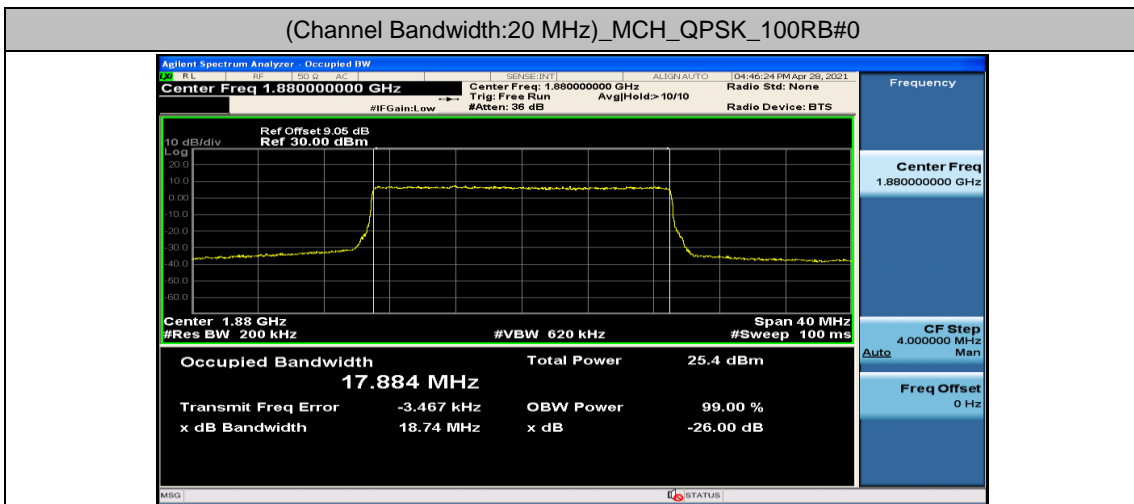 (Channel Bandwidth:20 MHz)_MCH_QPSK_100RB#0
Agilent Spectrum Analyzer - Occupied BW
LXI RL RF 50 Ω AC SENSE:INT ALIGNAUTO 04:46:24 PM Apr 28, 2021
Center Freq 1.880000000 GHz
Center Freq: 1.880000000 GHz
Radio Std: None
Trig: Free Run Avg|Hold:>10/10
#IFGain:Low #Atten: 36 dB Radio Device: BTS
Ref Offset 9.05 dB
10 dB/div Ref 30.00 dBm
Log
20.0
10.0
0.00
-10.0
-20.0
-30.0
-40.0
-50.0
-60.0
Center 1.88 GHz Span 40 MHz
#Res BW 200 kHz #VBW 620 kHz #Sweep 100 ms
Occupied Bandwidth Total Power 25.4 dBm
17.884 MHz
Transmit Freq Error -3.467 kHz OBW Power 99.00 %
x dB Bandwidth 18.74 MHz x dB -26.00 dB
MSG STATUS
Frequency
Center Freq
1.880000000 GHz
CF Step
4.000000 MHz
Auto Man
Freq Offset
0 Hz